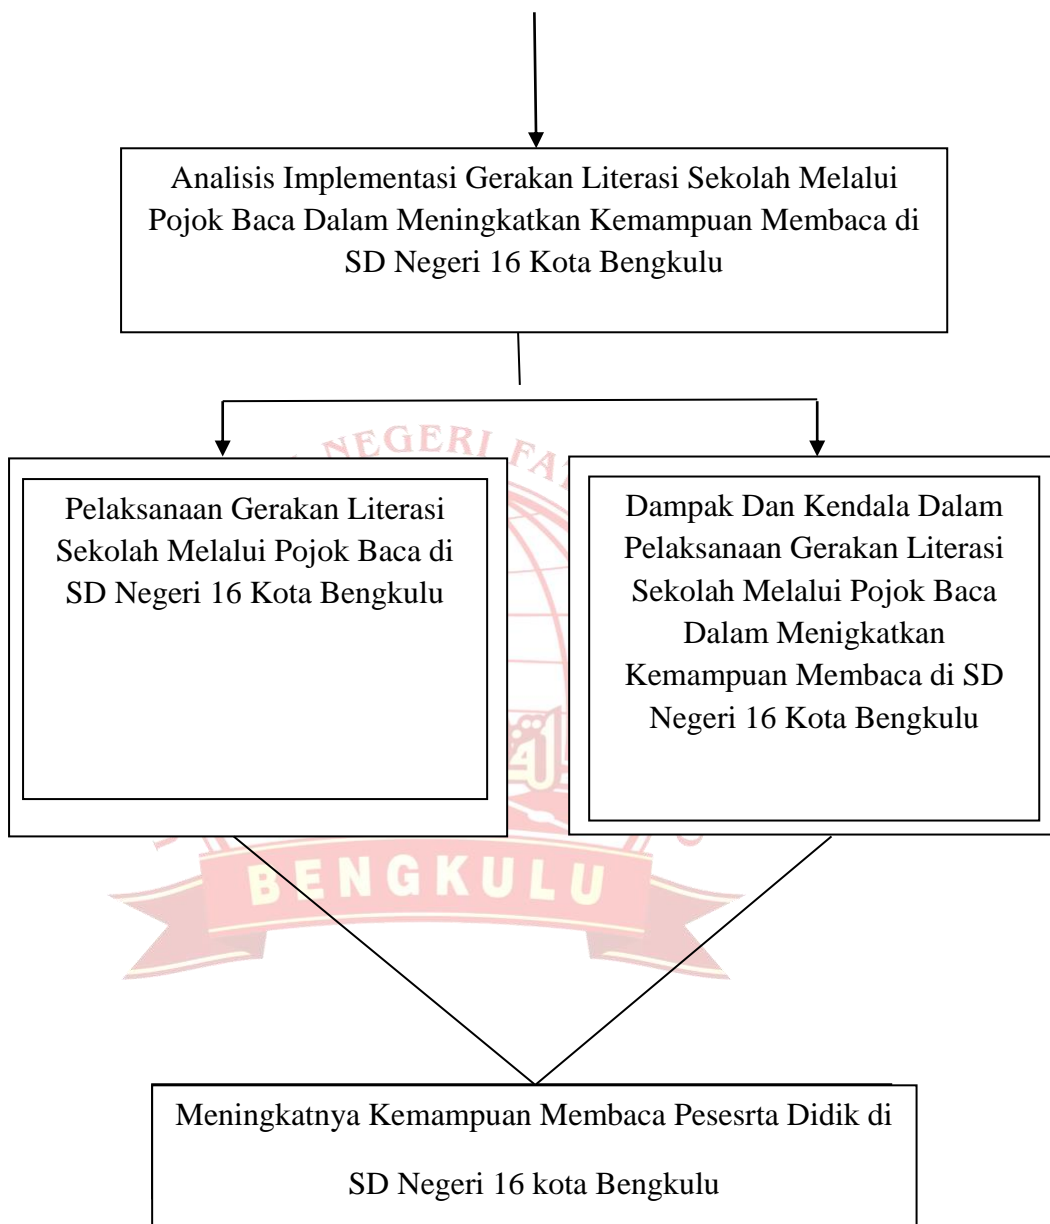 Analisis Implementasi Gerakan Literasi Sekolah Melalui
Pojok Baca Dalam Meningkatkan Kemampuan Membaca di
SD Negeri 16 Kota Bengkulu
NEGERI FA
Pelaksanaan Gerakan Literasi
Sekolah Melalui Pojok Baca di
SD Negeri 16 Kota Bengkulu
Dampak Dan Kendala Dalam
Pelaksanaan Gerakan Literasi
Sekolah Melalui Pojok Baca
Dalam Menigkatkan
Kemampuan Membaca di SD
Negeri 16 Kota Bengkulu
BENGKULU
Meningkatnya Kemampuan Membaca Pesesrta Didik di
SD Negeri 16 kota Bengkulu